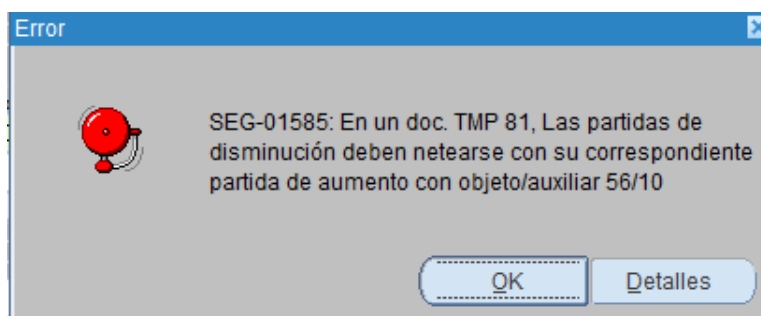 Error
SEG-01585: En un doc. TMP 81, Las partidas de
disminución deben netearse con su correspondiente
partida de aumento con objeto/auxiliar 56/10
OK
Detalles